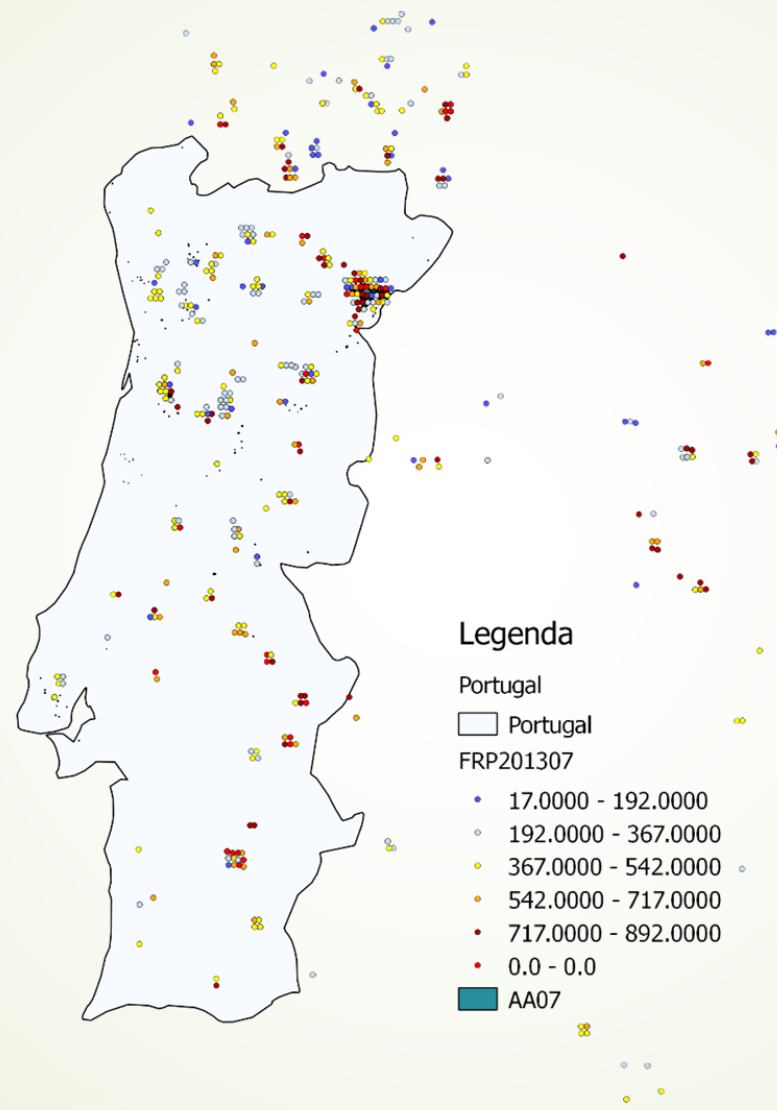 Legenda
Portugal
Portugal
FRP201307
17.0000 - 192.0000
192.0000 - 367.0000
367.0000 - 542.0000
542.0000 - 717.0000
717.0000 - 892.0000
0.0 - 0.0
AA07